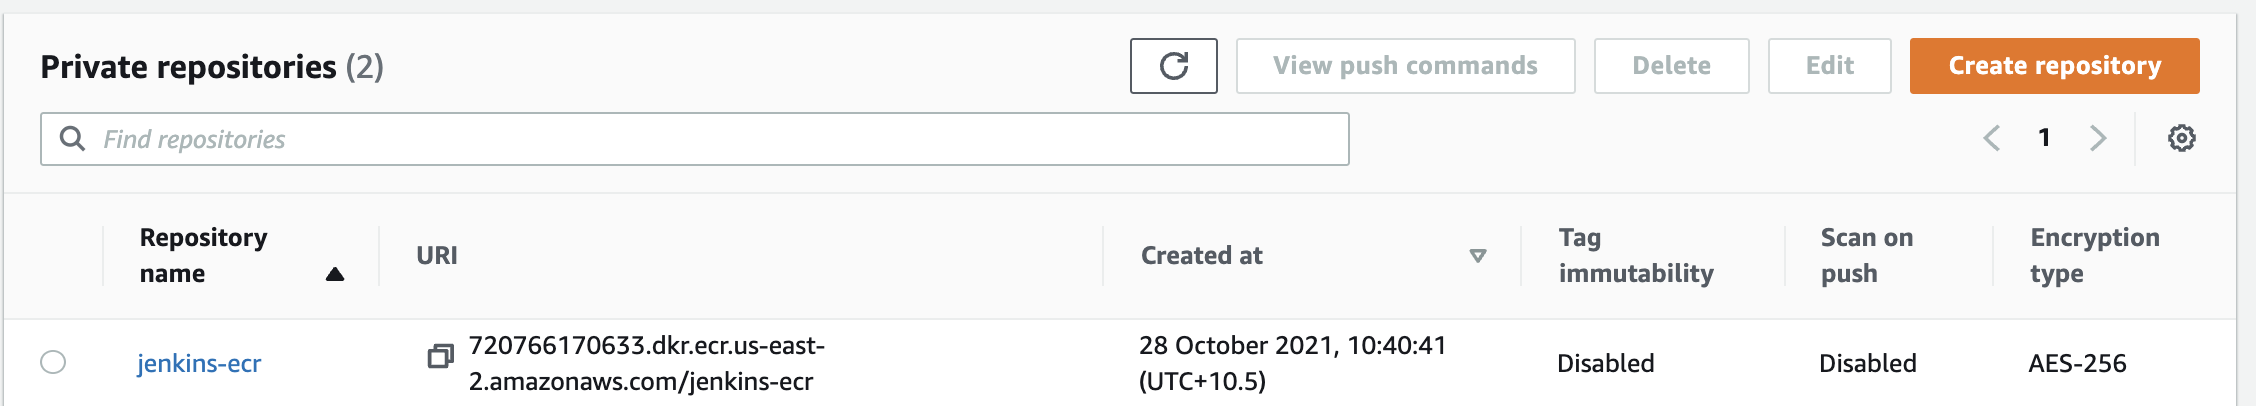 Private repositories (2)
View push commands
Delete
Edit
Create repository
Find repositories
1
Repository
name
URI
Created at
Tag
immutability
Scan on
push
Encryption
type
jenkins-ecr
720766170633.dkr.ecr.us-east-
2.amazonaws.com/jenkins-ecr
28 October 2021, 10:40:41
(UTC+10.5)
Disabled
Disabled
AES-256